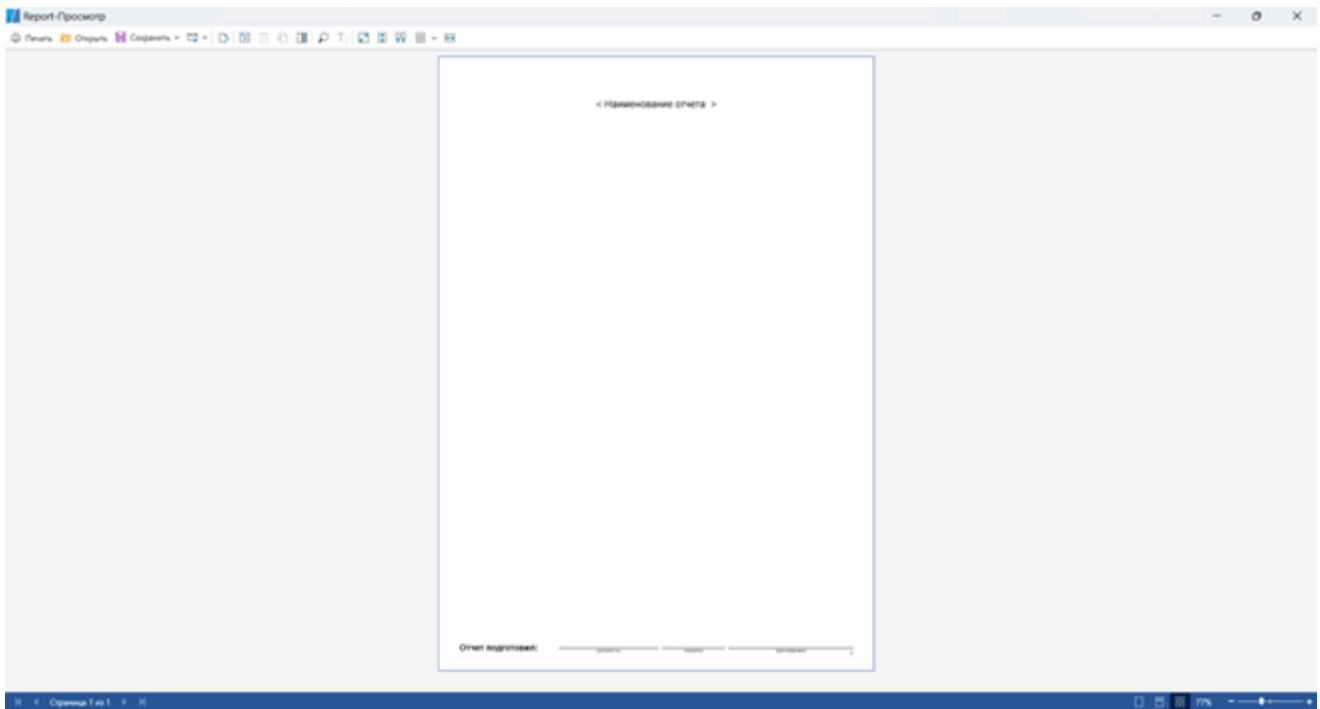 Report-Просмотр
Печать Открыть Сохранить
< Наименование отчета >
Отчет подготовил:
Страница 1 из 1
77%